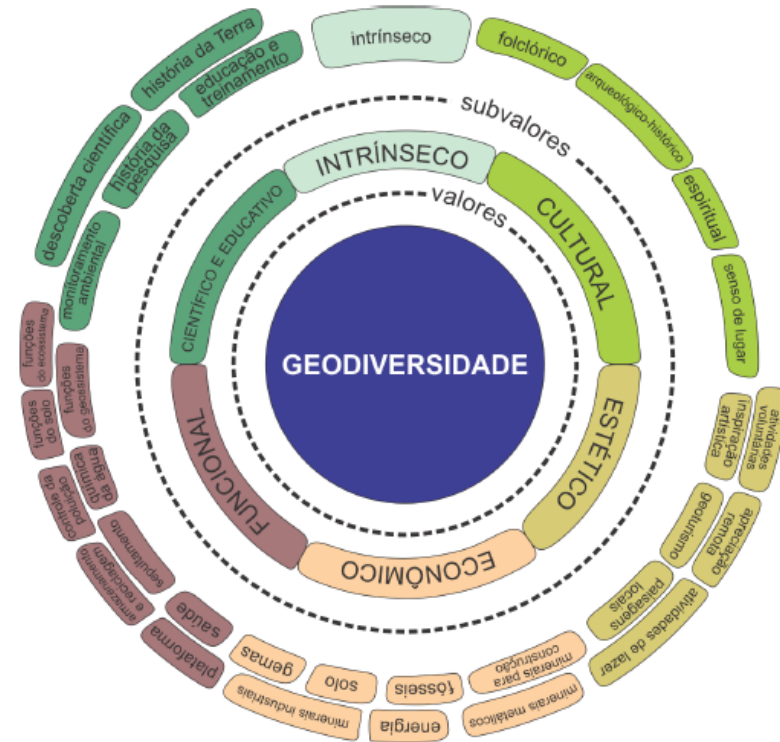 GEODIVERSIDADE
valores
subvalores
INTRÍNSECO
CULTURAL
ESTÉTICO
ECONÔMICO
FUNCIONAL
CIENTÍFICO E EDUCATIVO
intrínseco
folclórico
arqueológico-histórico
espiritual
senso de lugar
atividades
voluntárias
inspiração
artística
apreciação
remota
geoturismo
atividades de lazer
paisagens
locais
minerais para
construção
minerais metálicos
fósseis
energia
solo
minerais industriais
gemas
saúde
plataforma
sepultamento
armazenamento
e reciclagem
química
da água
controle da
poluição
funções
do solo
funções
do geossistema
funções
do ecossistema
monitoramento
ambiental
descoberta científica
história da
pesquisa
história da Terra
educação e
treinamento